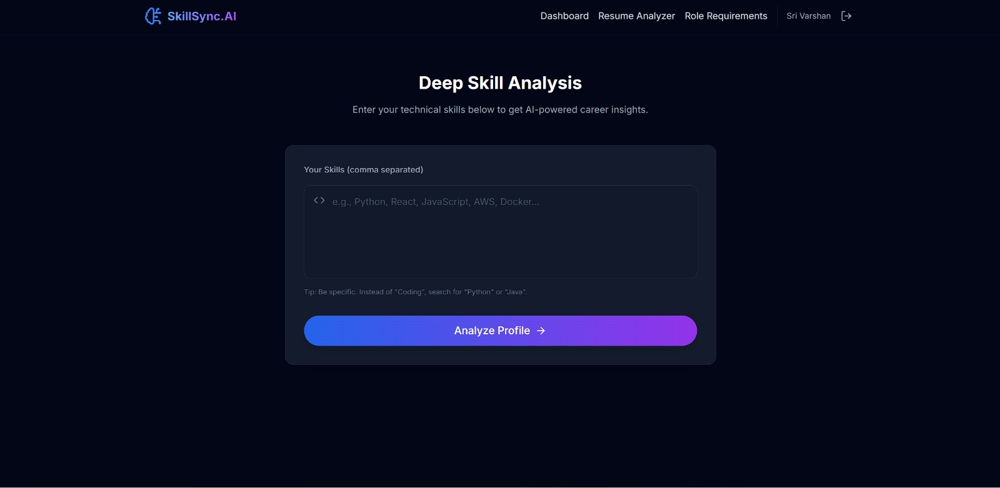 SkillSync.AI
Dashboard Resume Analyzer Role Requirements Sri Varshan
Deep Skill Analysis
Enter your technical skills below to get AI-powered career insights.
Your Skills (comma separated)
e.g., Python, React, JavaScript, AWS, Docker...
Tip: Be specific. Instead of "Coding", search for "Python" or "Java".
Analyze Profile